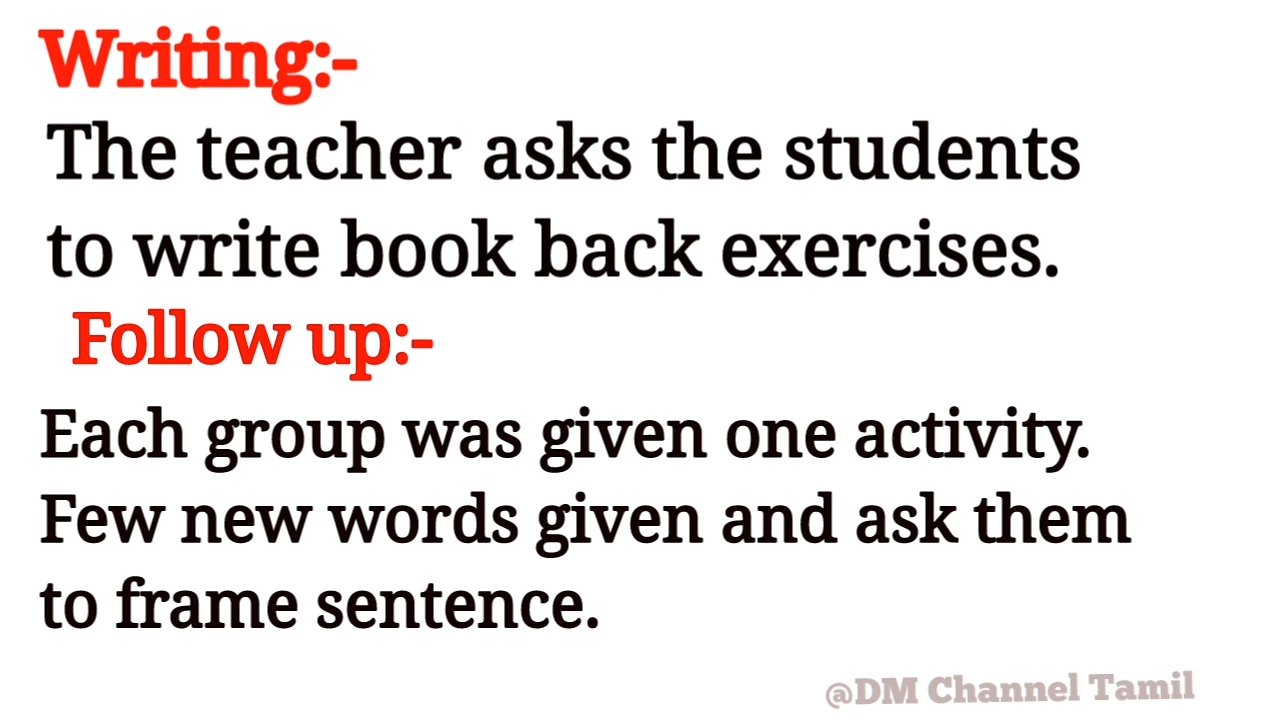 Writing:-
The teacher asks the students
to write book back exercises.
Follow up:-
Each group was given one activity.
Few new words given and ask them
to frame sentence.
@DM Channel Tamil